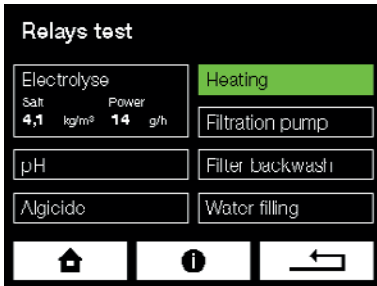 Relays test
Electrolyse
Salt Power
4,1 kg/m³ 14 g/h
pH
Algicide
Heating
Filtration pump
Filter backwash
Water filling